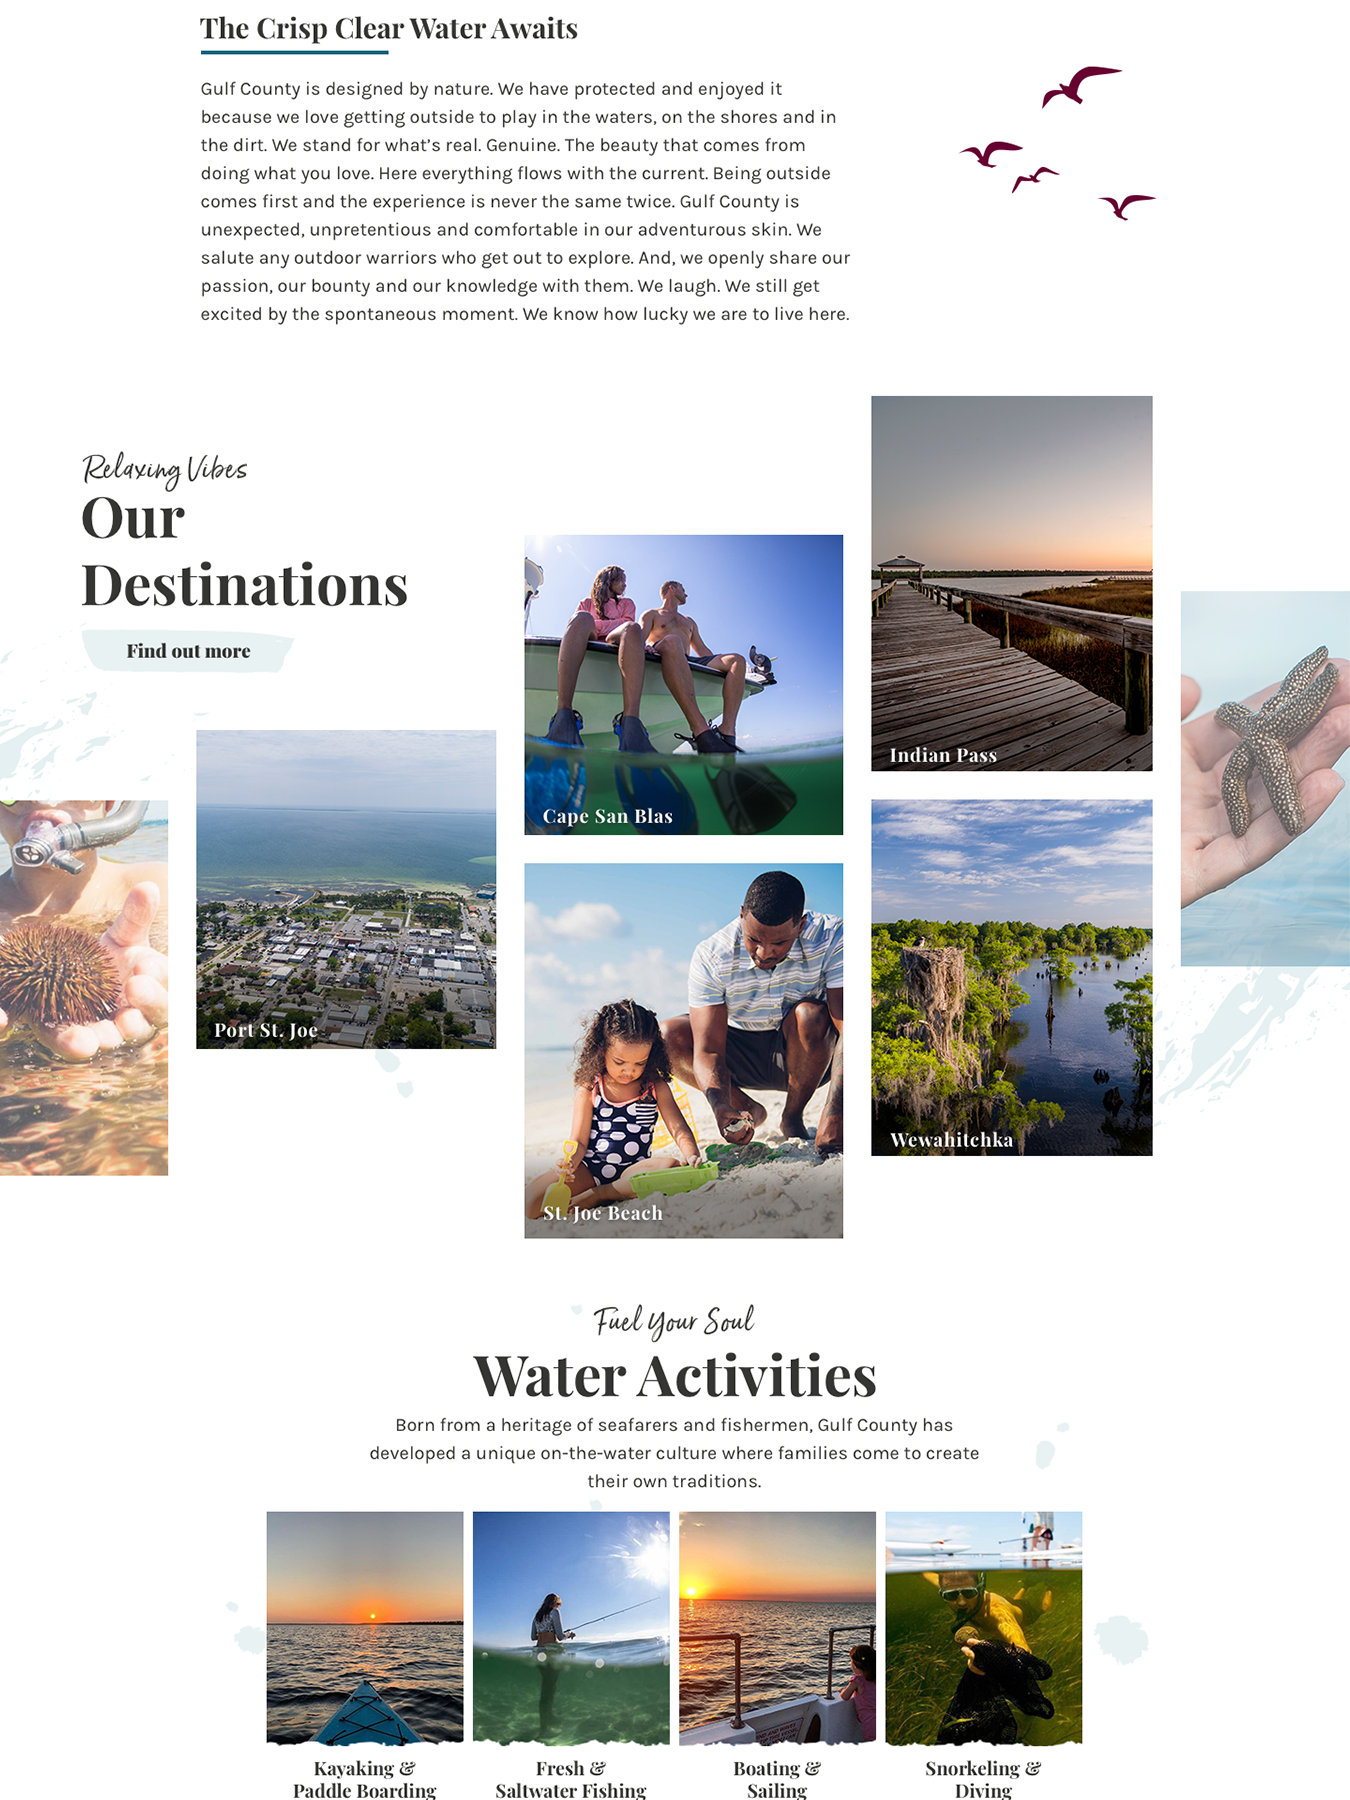 The Crisp Clear Water Awaits
Gulf County is designed by nature. We have protected and enjoyed it
because we love getting outside to play in the waters, on the shores and in
the dirt. We stand for what’s real. Genuine. The beauty that comes from
doing what you love. Here everything flows with the current. Being outside
comes first and the experience is never the same twice. Gulf County is
unexpected, unpretentious and comfortable in our adventurous skin. We
salute any outdoor warriors who get out to explore. And, we openly share our
passion, our bounty and our knowledge with them. We laugh. We still get
excited by the spontaneous moment. We know how lucky we are to live here.
Relaxing Vibes
Our
Destinations
Find out more
Port St. Joe
Cape San Blas
St. Joe Beach
Indian Pass
Wewahitchka
Fuel Your Soul
Water Activities
Born from a heritage of seafarers and fishermen, Gulf County has
developed a unique on-the-water culture where families come to create
their own traditions.
Kayaking &
Paddle Boarding
Fresh &
Saltwater Fishing
Boating &
Sailing
Snorkeling &
Diving